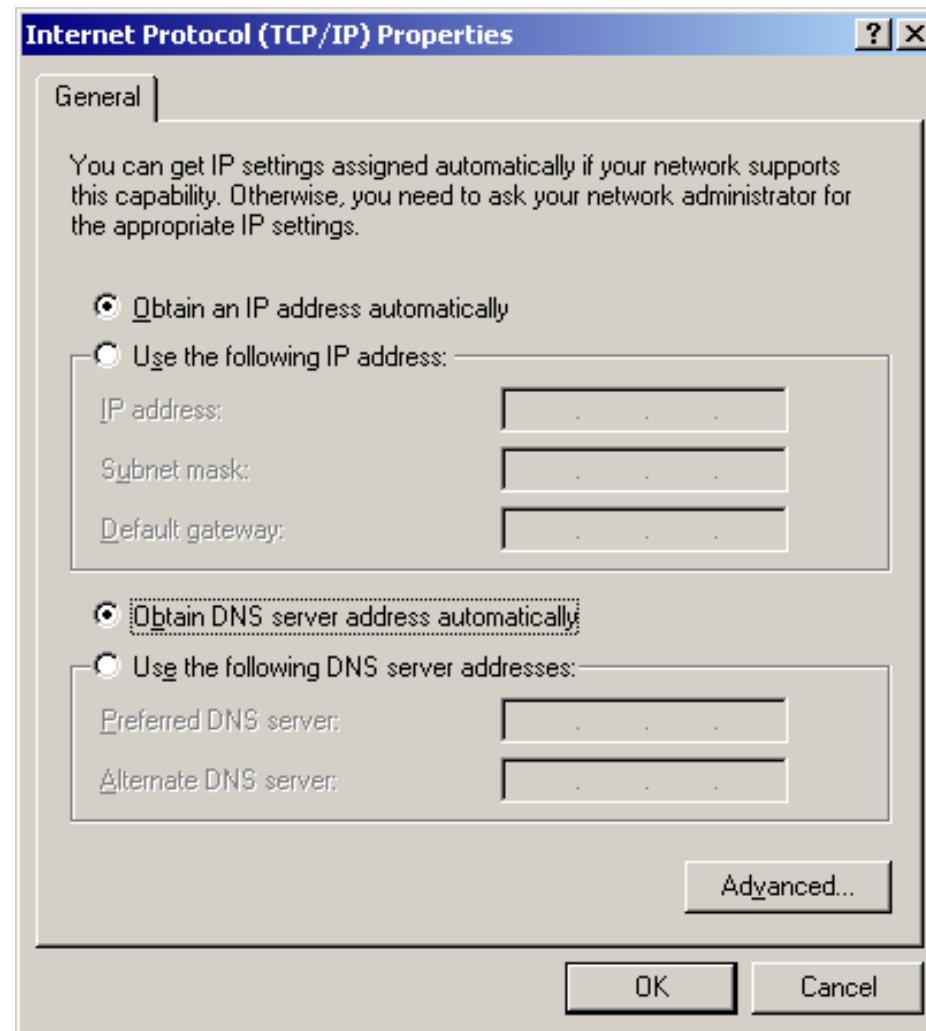 Internet Protocol (TCP/IP) Properties
General
You can get IP settings assigned automatically if your network supports
this capability. Otherwise, you need to ask your network administrator for
the appropriate IP settings.
Obtain an IP address automatically
Use the following IP address:
IP address:
Subnet mask:
Default gateway:
Obtain DNS server address automatically
Use the following DNS server addresses:
Preferred DNS server:
Alternate DNS server:
Advanced...
OK Cancel